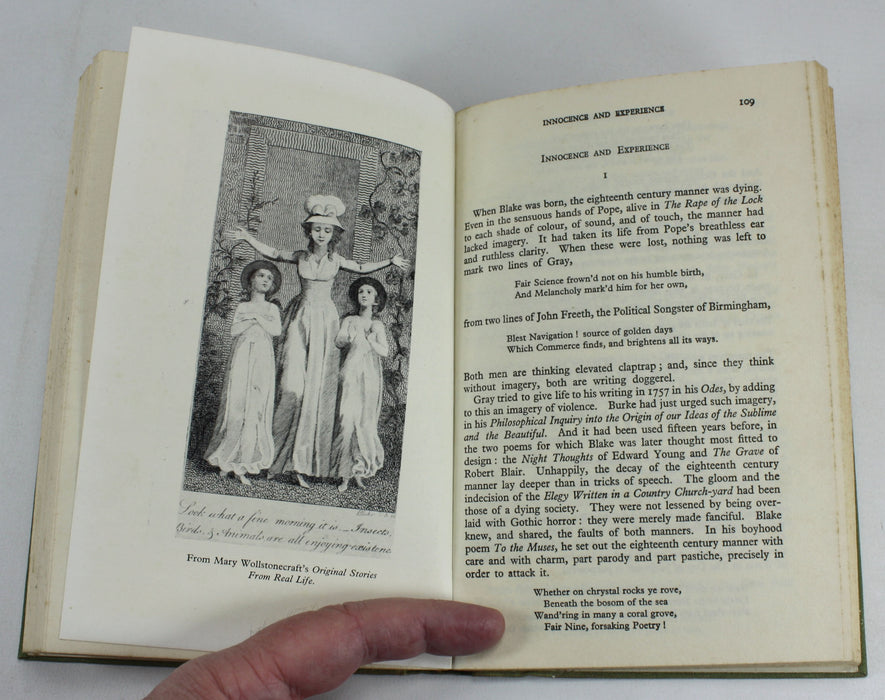 Look what a fine morning it is. Insects,
Birds, & Animals are all enjoying existence
From Mary Wollstonecraft's Original Stories
From Real Life.
INNOCENCE AND EXPERIENCE 109
INNOCENCE AND EXPERIENCE
I
When Blake was born, the eighteenth century manner was dying.
Even in the sensuous hands of Pope, alive in The Rape of the Lock
to each shade of colour, of sound, and of touch, the manner had
lacked imagery. It had taken its life from Pope's breathless ear
and ruthless clarity. When these were lost, nothing was left to
mark two lines of Gray,
Fair Science frown'd not on his humble birth,
And Melancholy mark'd him for her own,
from two lines of John Freeth, the Political Songster of Birmingham,
Blest Navigation ! source of golden days
Which Commerce finds, and brightens all its ways.
Both men are thinking elevated claptrap ; and, since they think
without imagery, both are writing doggerel.
Gray tried to give life to his writing in 1757 in his Odes, by adding
to this an imagery of violence. Burke had just urged such imagery,
in his Philosophical Inquiry into the Origin of our Ideas of the Sublime
and the Beautiful. And it had been used fifteen years before, in
the two poems for which Blake was later thought most fitted to
design : the Night Thoughts of Edward Young and The Grave of
Robert Blair. Unhappily, the decay of the eighteenth century
manner lay deeper than in tricks of speech. The gloom and the
indecision of the Elegy Written in a Country Church-yard had been
those of a dying society. They were not lessened by being over-
laid with Gothic horror : they were merely made fanciful. Blake
knew, and shared, the faults of both manners. In his boyhood
poem To the Muses, he set out the eighteenth century manner with
care and with charm, part parody and part pastiche, precisely in
order to attack it.
Whether on chrystal rocks ye rove,
Beneath the bosom of the sea
Wand'ring in many a coral grove,
Fair Nine, forsaking Poetry !